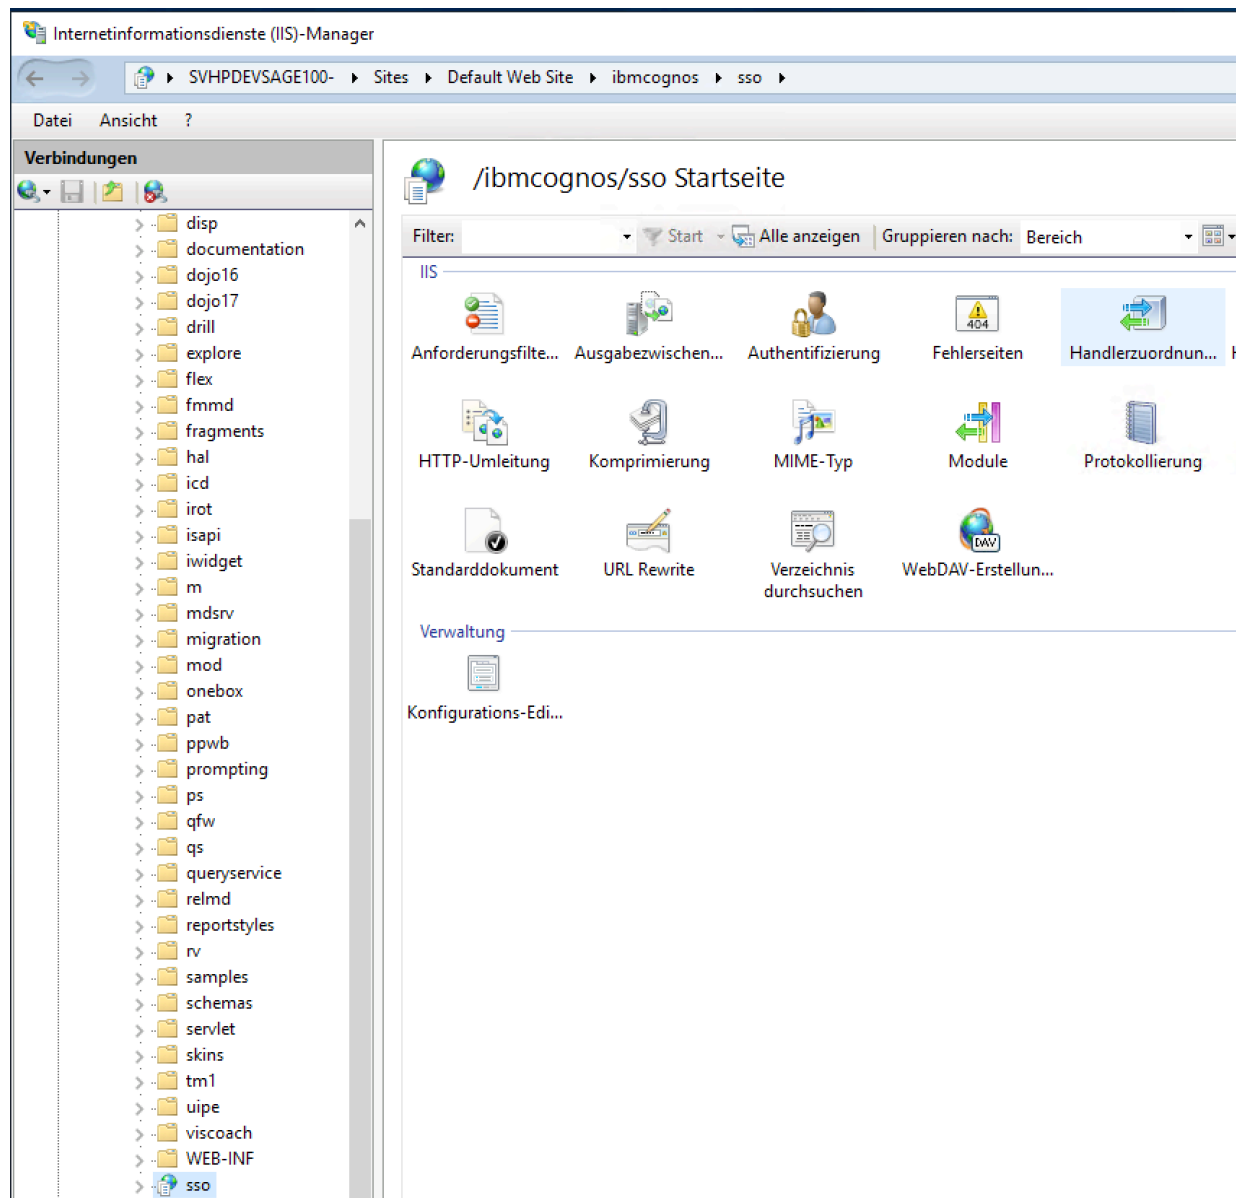 Internetinformationsdienste (IIS)-Manager
SVHPDEVSAGE100- Sites Default Web Site ibmcognos sso
Datei Ansicht ?
Verbindungen
disp
documentation
dojo16
dojo17
drill
explore
flex
fmmd
fragments
hal
icd
irot
isapi
iwidget
m
mdsrv
migration
mod
onebox
pat
ppwb
prompting
ps
qfw
qs
queryservice
relmd
reportstyles
rv
samples
schemas
servlet
skins
tm1
uipe
viscoach
WEB-INF
sso
/ibmcognos/sso Startseite
Filter: Start Alle anzeigen Gruppieren nach: Bereich
IIS
404
Anforderungsfilte... Ausgabezwischen... Authentifizierung Fehlerseiten Handlerzuordnun...
HTTP-Umleitung Komprimierung MIME-Typ Module Protokollierung
DAV
Standarddokument URL Rewrite Verzeichnis WebDAV-Erstellun...
durchsuchen
Verwaltung
Konfigurations-Edi...